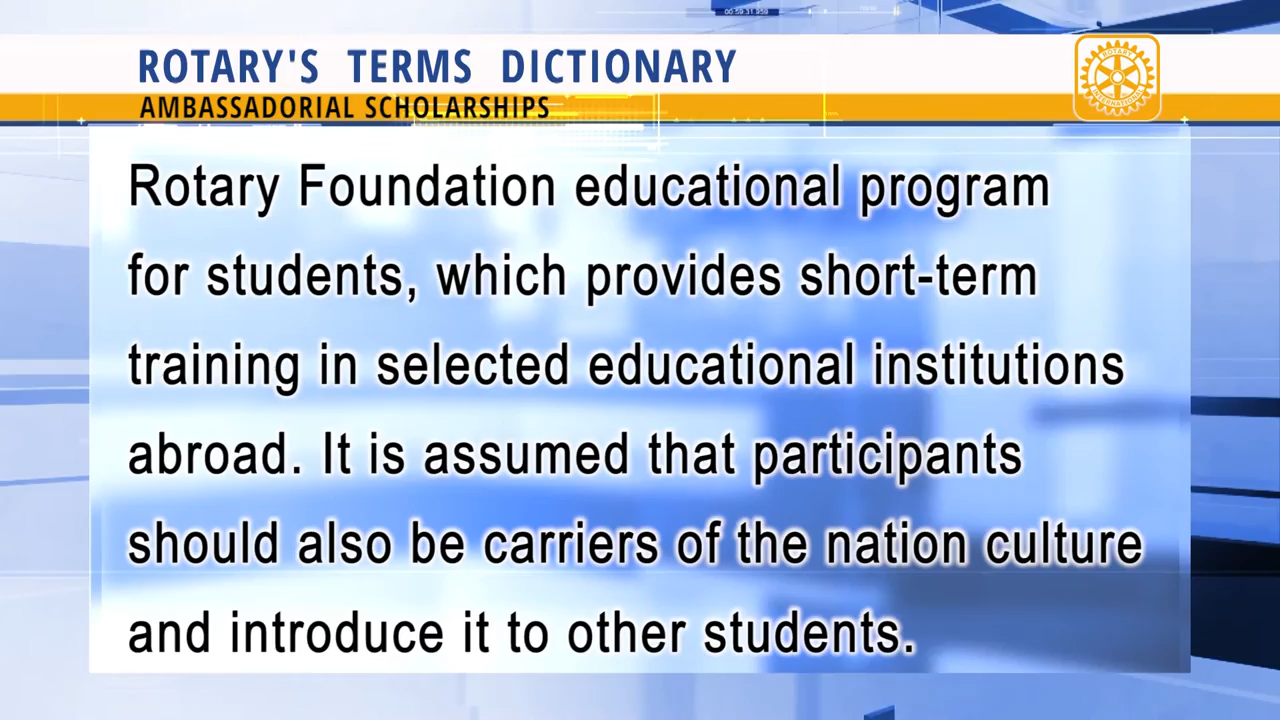 ROTARY'S TERMS DICTIONARY
AMBASSADORIAL SCHOLARSHIPS
ROTARY
INTERNATIONAL
Rotary Foundation educational program
for students, which provides short-term
training in selected educational institutions
abroad. It is assumed that participants
should also be carriers of the nation culture
and introduce it to other students.